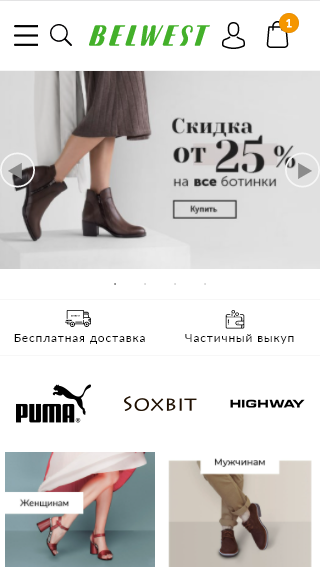 BELWEST
1
Скидка
от 25 %
на все ботинки
Купить
Бесплатная доставка
Частичный выкуп
PUMA
SOXBIT
HIGHWAY
Женщинам
Мужчинам